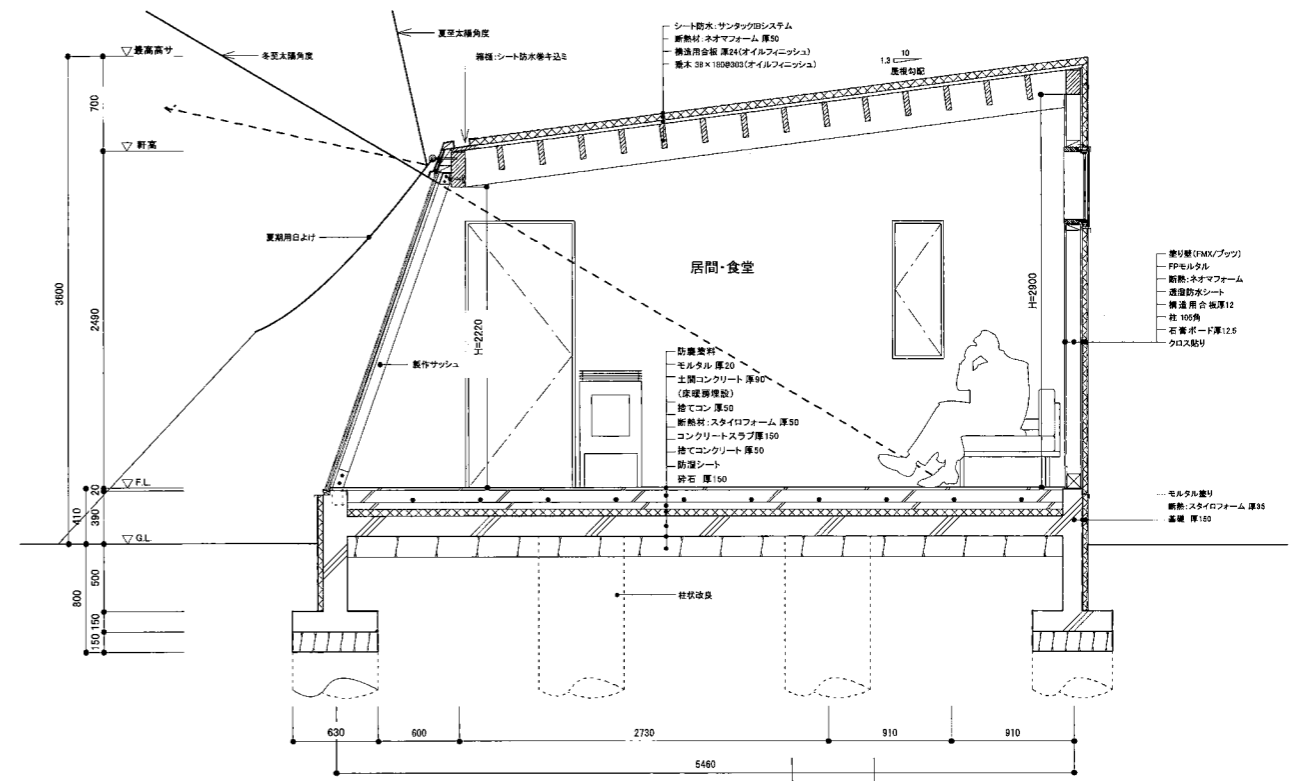 冬至太陽角度
夏至太陽角度
箱樋:シート防水巻キ込ミ
シート防水:サンタックIBシステム
断熱材:ネオマフォーム 厚50
構造用合板 厚24(オイルフィニッシュ)
垂木 38×180@303(オイルフィニッシュ)
10
1.3
屋根勾配
▽最高高サ
700
▽軒高
夏期用日よけ
3600
2490
製作サッシュ
H=2220
居間・食堂
H=2900
塗り壁(FMX/ブッツ)
FPモルタル
断熱:ネオマフォーム
透湿防水シート
構造用合板厚12
柱 105角
石膏ボード厚12.5
クロス貼り
防塵塗料
モルタル 厚20
土間コンクリート 厚90
(床暖房埋設)
捨てコン 厚50
断熱材:スタイロフォーム 厚50
コンクリートスラブ厚150
捨てコンクリート 厚50
防湿シート
砕石 厚150
▽F.L.
20
410
390
▽G.L.
モルタル塗り
断熱:スタイロフォーム 厚35
基礎 厚150
800
500
150
150
柱状改良
630
600
2730
910
910
5460